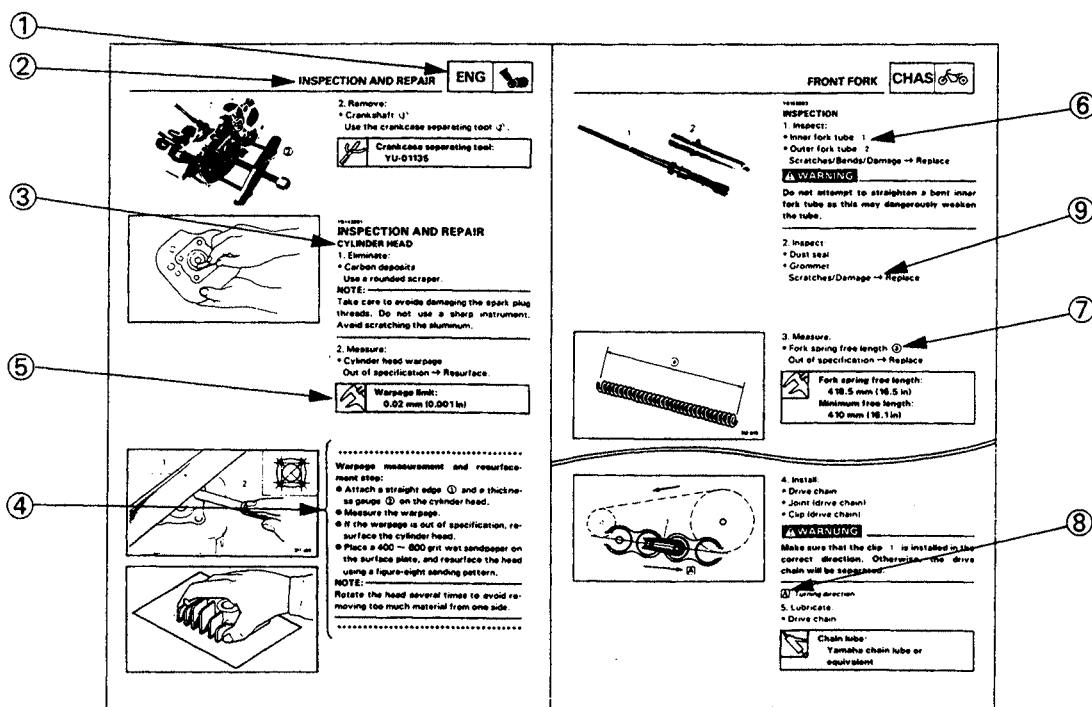 ①
②
INSPECTION AND REPAIR
ENG
2. Remove:
• Crankshaft
Use the crankcase separating tool
Crankcase separating tool:
YU-01135
③
INSPECTION AND REPAIR
CYLINDER HEAD
1. Eliminate:
• Carbon deposits
Use a rounded scraper.
NOTE:
Take care to avoide damaging the spark plug
threads. Do not use a sharp instrument.
Avoid scratching the aluminum.
2. Measure:
• Cylinder head warpage
Out of specification → Resurface.
⑤
Warpage limit:
0.02 mm (0.001 in)
④
1
2
Warpage measurement and resurface-
ment step:
● Attach a straight edge ① and a thickne-
ss gauge ② on the cylinder head.
● Measure the warpage.
● If the warpage is out of specification, re-
surface the cylinder head.
● Place a 400 ~ 600 grit wet sandpaper on
the surface plate, and resurface the head
using a figure-eight sanding pattern.
NOTE:
Rotate the head several times to avoid re-
moving too much material from one side.
FRONT FORK
CHAS
⑥
1
2
INSPECTION
1. Inspect:
• Inner fork tube 1
• Outer fork tube 2
Scratches/Bends/Damage → Replace
WARNING
Do not attempt to straighten a bent inner
fork tube as this may dangerously weaken
the tube.
⑨
2. Inspect
• Dust seal
• Grommet
Scratches/Damage → Replace
⑦
3. Measure.
• Fork spring free length ⓐ
Out of specification → Replace
ⓐ
Fork spring free length:
418.5 mm (16.5 in)
Minimum free length:
410 mm (16.1 in)
4. Install:
• Drive chain
• Joint (drive chain)
• Clip (drive chain)
⑧
WARNUNG
Make sure that the clip 1 is installed in the
correct direction. Otherwise, the drive
chain will be separated.
A
A Turning direction
5. Lubricate.
• Drive chain
Chain lube:
Yamaha chain lube or
equivalent